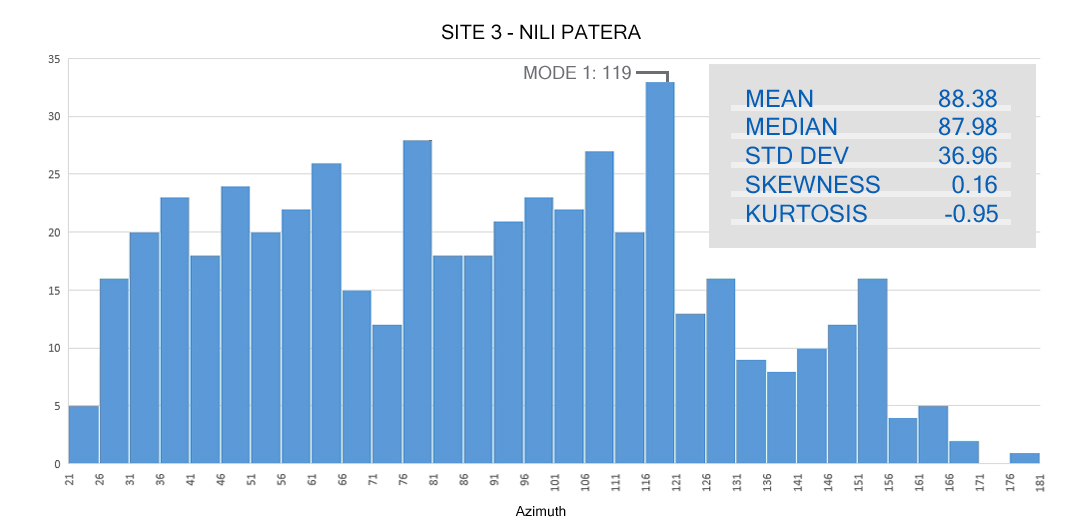 SITE 3 - NILI PATERA
35
30
25
20
15
10
5
0
MODE 1: 119
MEAN 88.38
MEDIAN 87.98
STD DEV 36.96
SKEWNESS 0.16
KURTOSIS -0.95
21 26 31 36 41 46 51 56 61 66 71 76 81 86 91 96 101 106 111 116 121 126 131 136 141 146 151 156 161 166 171 176 181
Azimuth